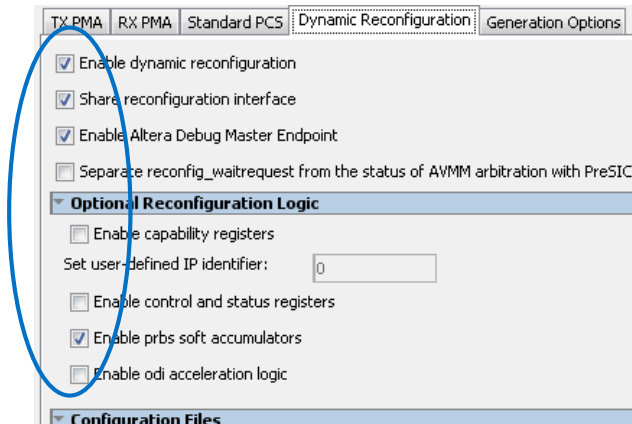 TX PMA RX PMA Standard PCS Dynamic Reconfiguration Generation Options
Enable dynamic reconfiguration
Share reconfiguration interface
Enable Altera Debug Master Endpoint
Separate reconfig_waitrequest from the status of AVMM arbitration with PreSIC
Optional Reconfiguration Logic
Enable capability registers
Set user-defined IP identifier: 0
Enable control and status registers
Enable prbs soft accumulators
Enable odi acceleration logic
Configuration Files